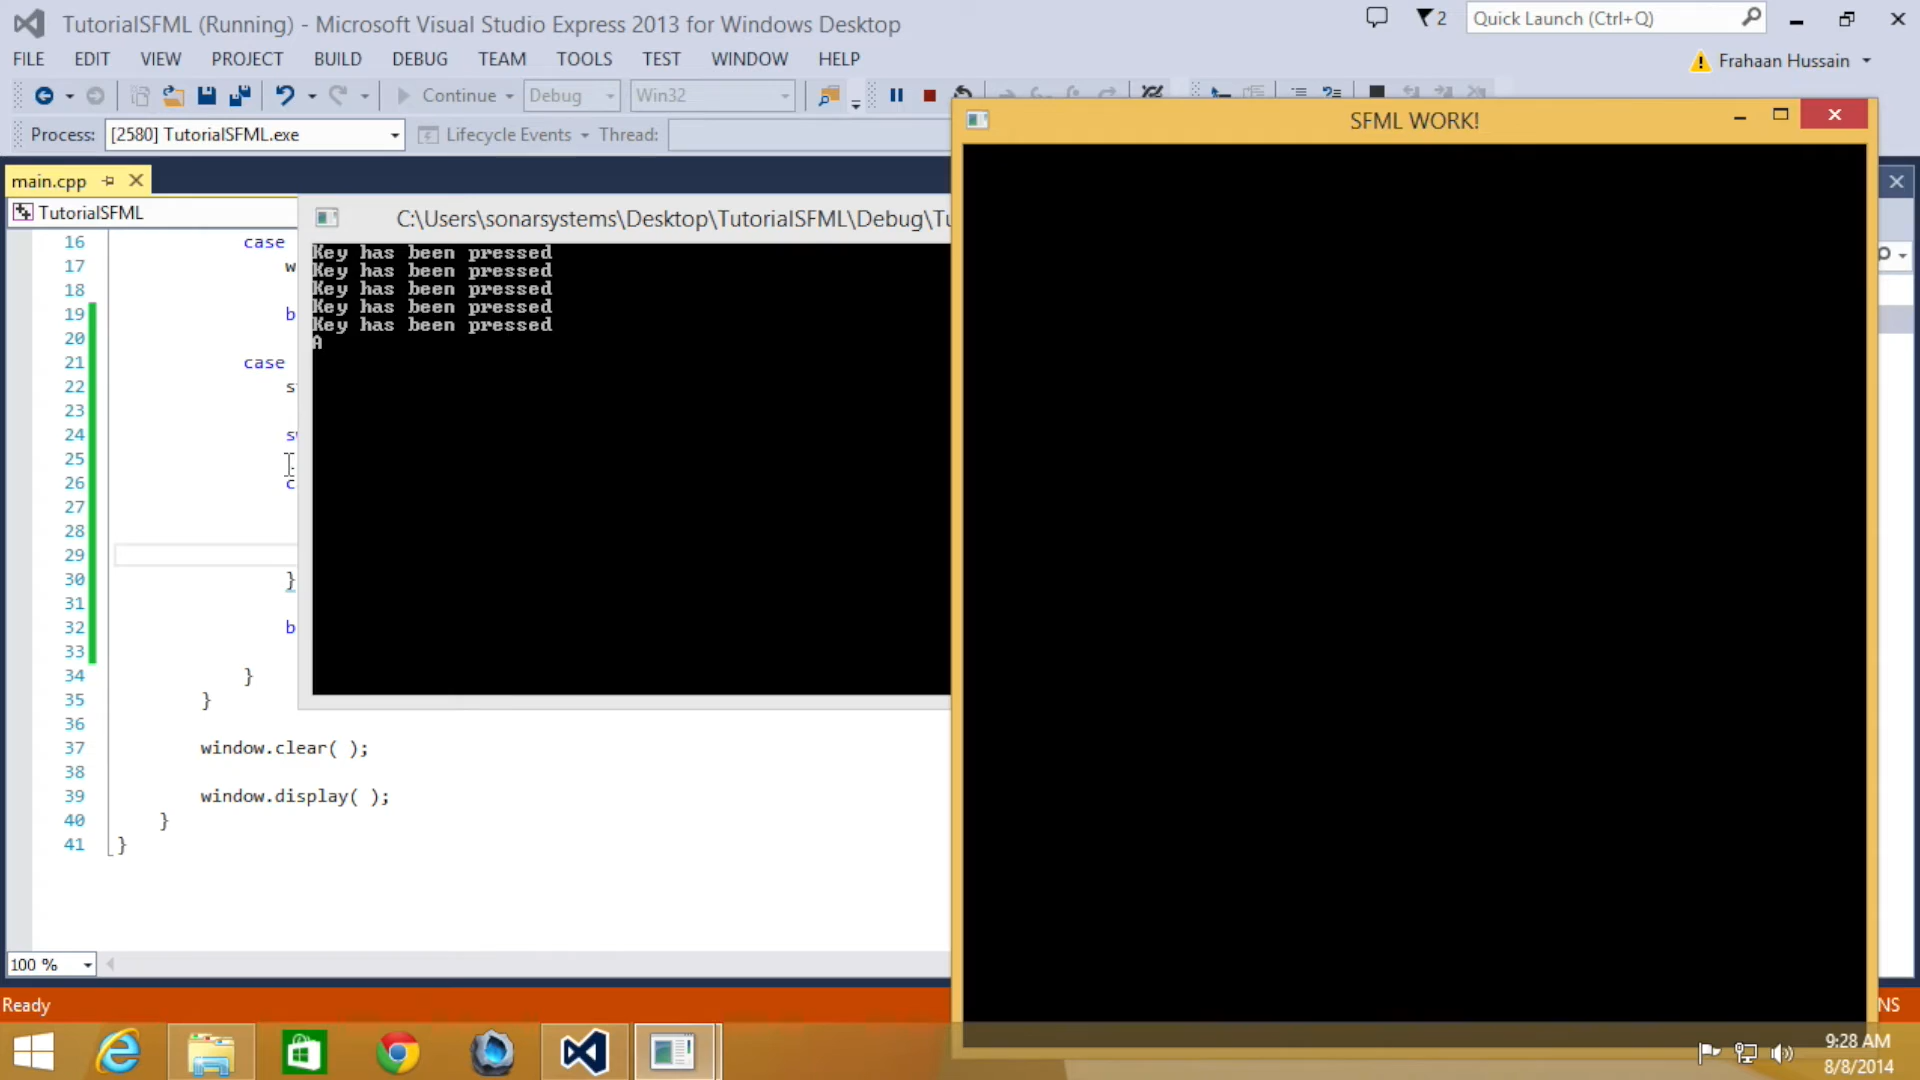 TutorialSFML (Running) - Microsoft Visual Studio Express 2013 for Windows Desktop
2
Quick Launch (Ctrl+Q)
FILE EDIT VIEW PROJECT BUILD DEBUG TEAM TOOLS TEST WINDOW HELP
Frahaan Hussain
Continue Debug Win32
Process: [2580] TutorialSFML.exe Lifecycle Events Thread:
SFML WORK!
main.cpp
TutorialSFML
C:\Users\sonarsystems\Desktop\TutorialSFML\Debug\Tu
Key has been pressed
Key has been pressed
Key has been pressed
Key has been pressed
Key has been pressed
A
16 case
17 w
18
19 b
20
21 case
22 s
23
24 s
25
26 c
27
28
29
30 }
31
32 b
33
34 }
35 }
36
37 window.clear( );
38
39 window.display( );
40 }
41 }
100 %
Ready
NS
9:28 AM
8/8/2014